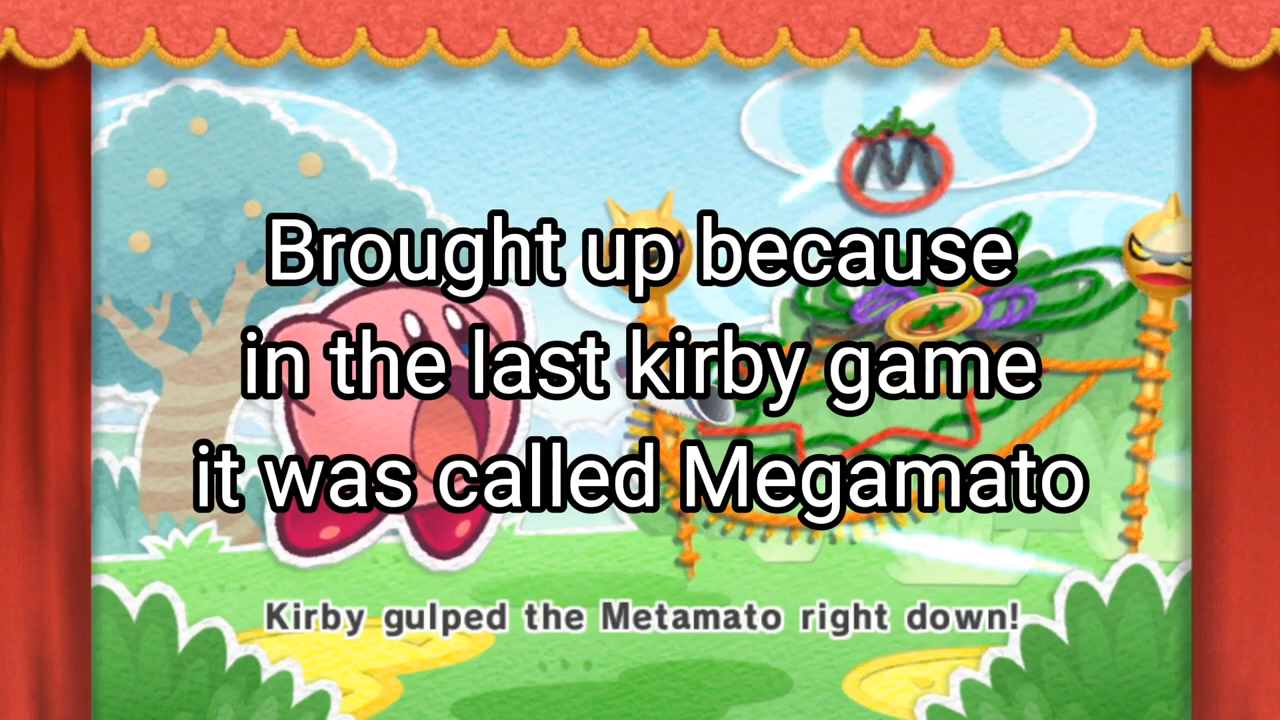 M
Brought up because
in the last kirby game
it was called Megamato
Kirby gulped the Metamato right down!